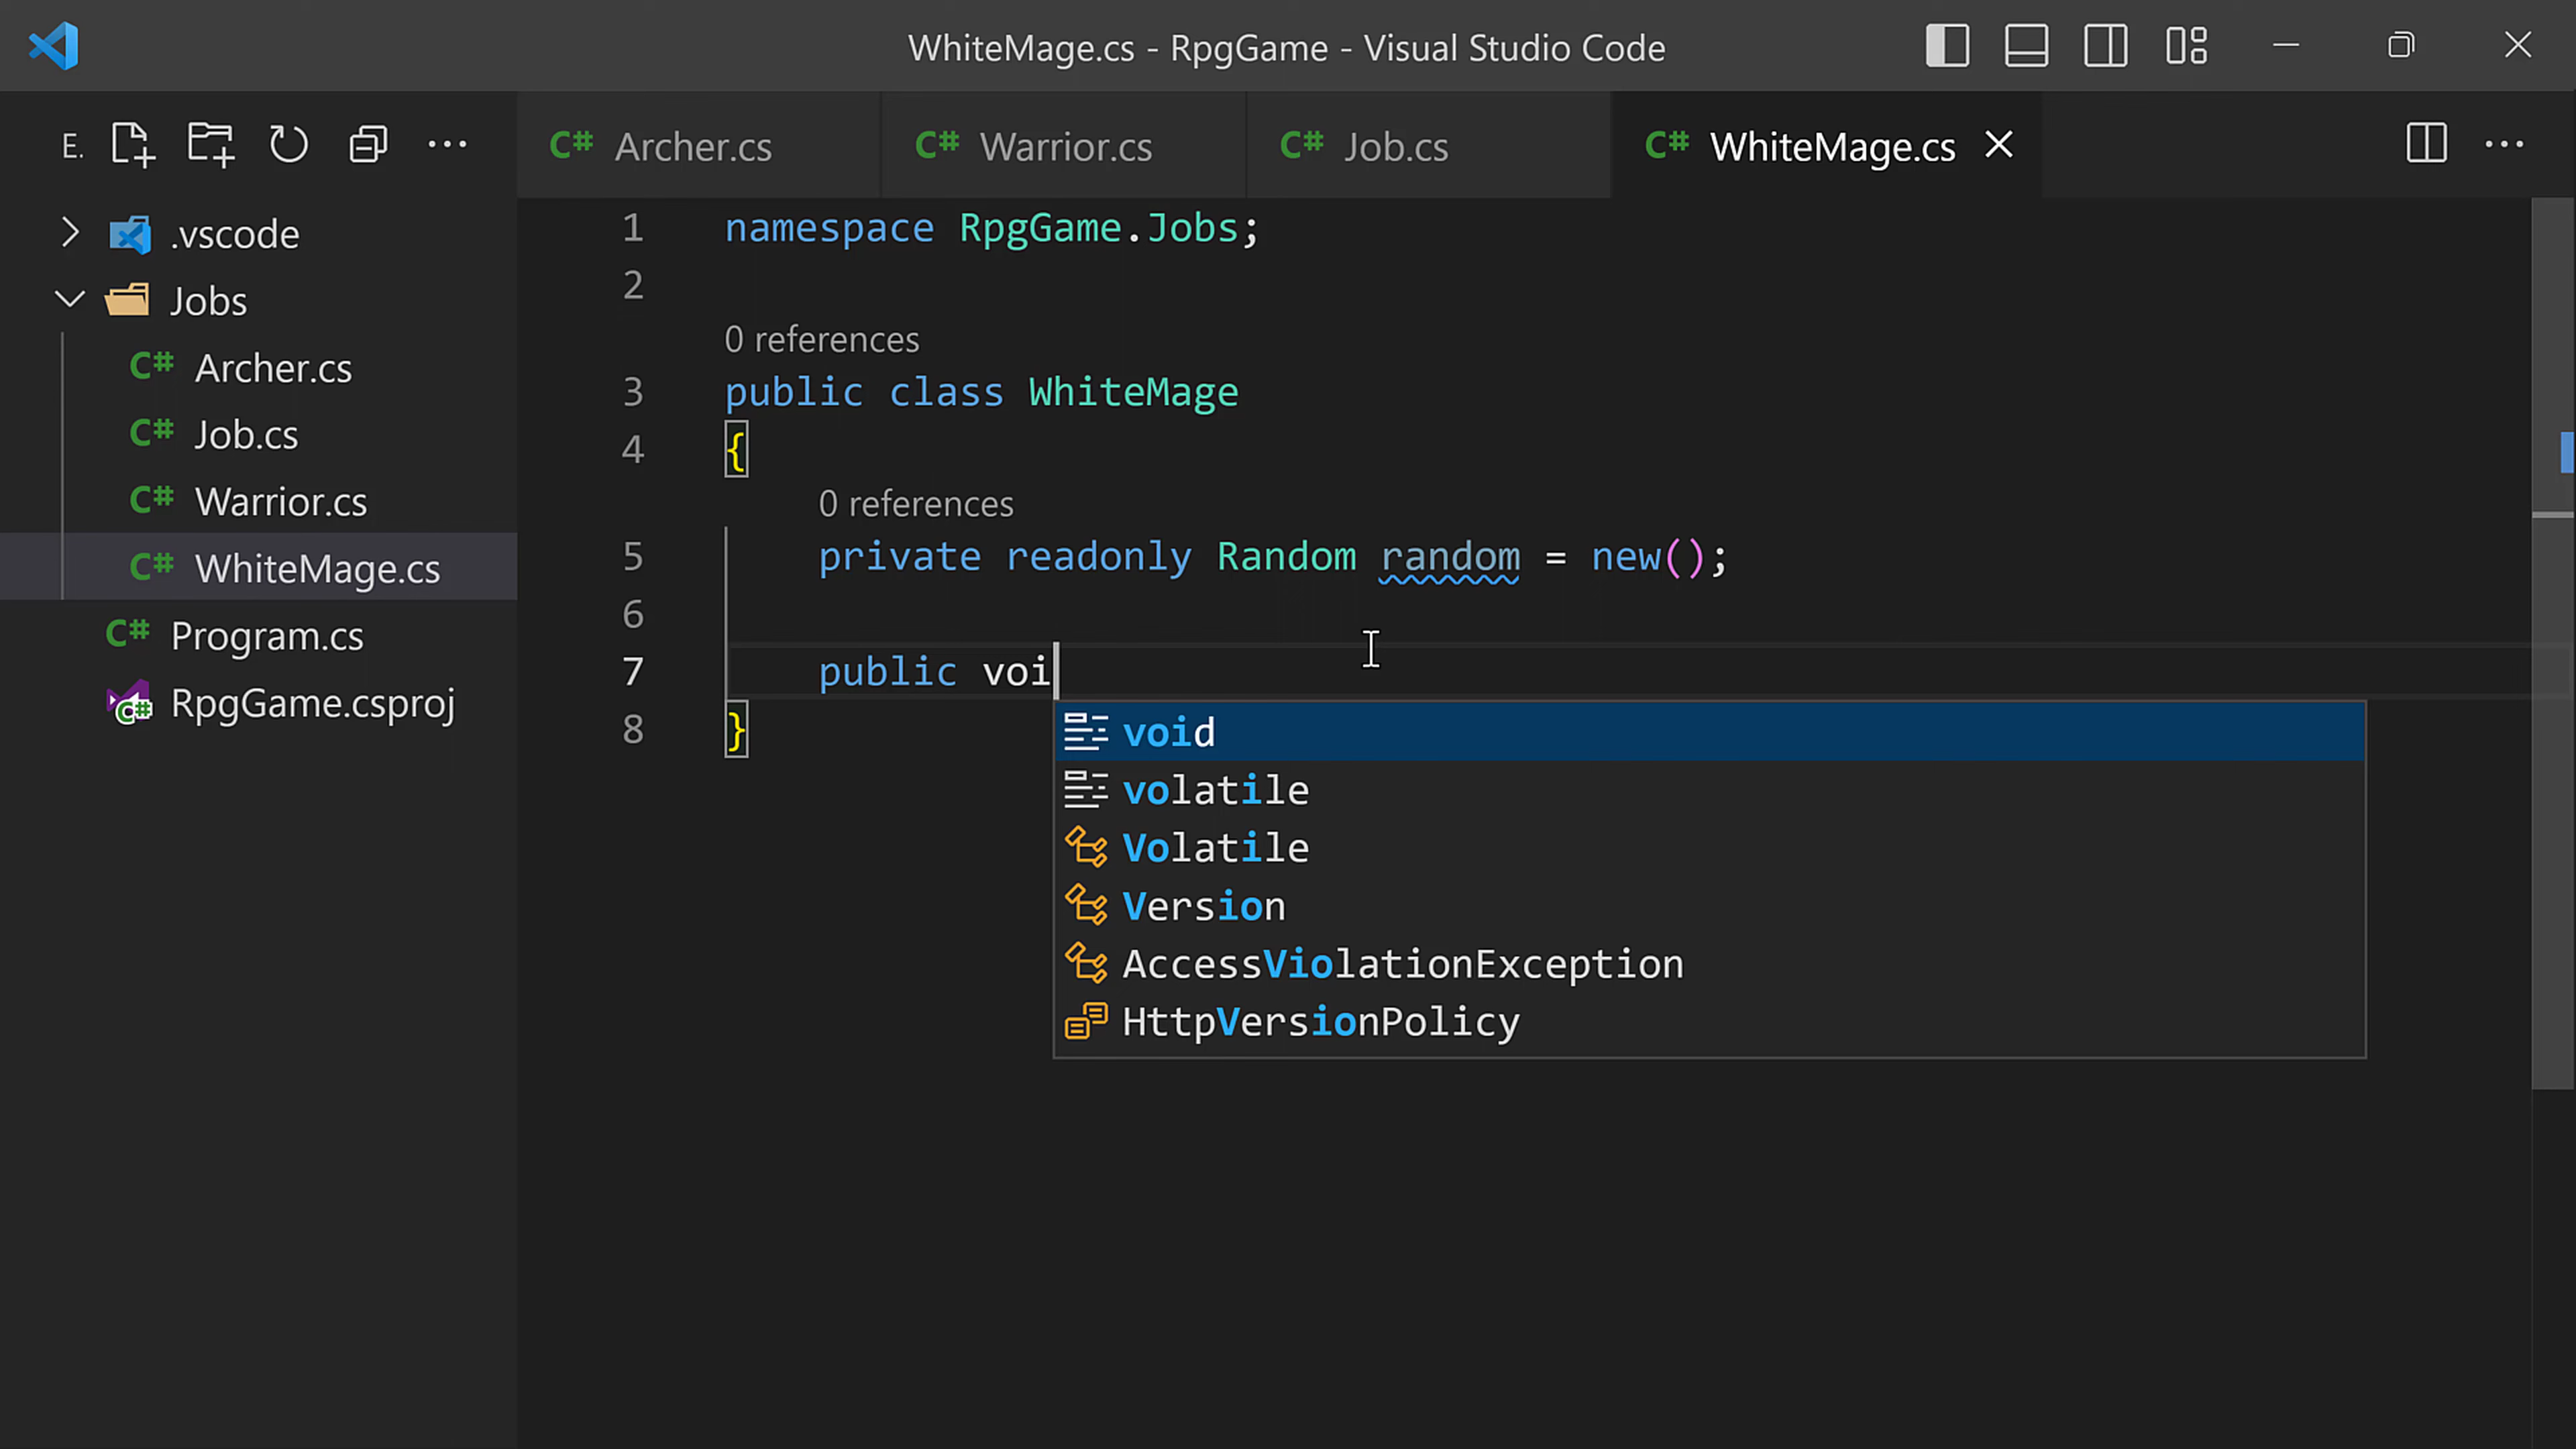 WhiteMage.cs - RpgGame - Visual Studio Code
E.
C# Archer.cs
C# Warrior.cs
C# Job.cs
C# WhiteMage.cs
.vscode
Jobs
C# Archer.cs
C# Job.cs
C# Warrior.cs
C# WhiteMage.cs
C# Program.cs
C# RpgGame.csproj
1 namespace RpgGame.Jobs;
2
0 references
3 public class WhiteMage
4 {
0 references
5 private readonly Random random = new();
6
7 public voi
8 }
void
volatile
Volatile
Version
AccessViolationException
HttpVersionPolicy